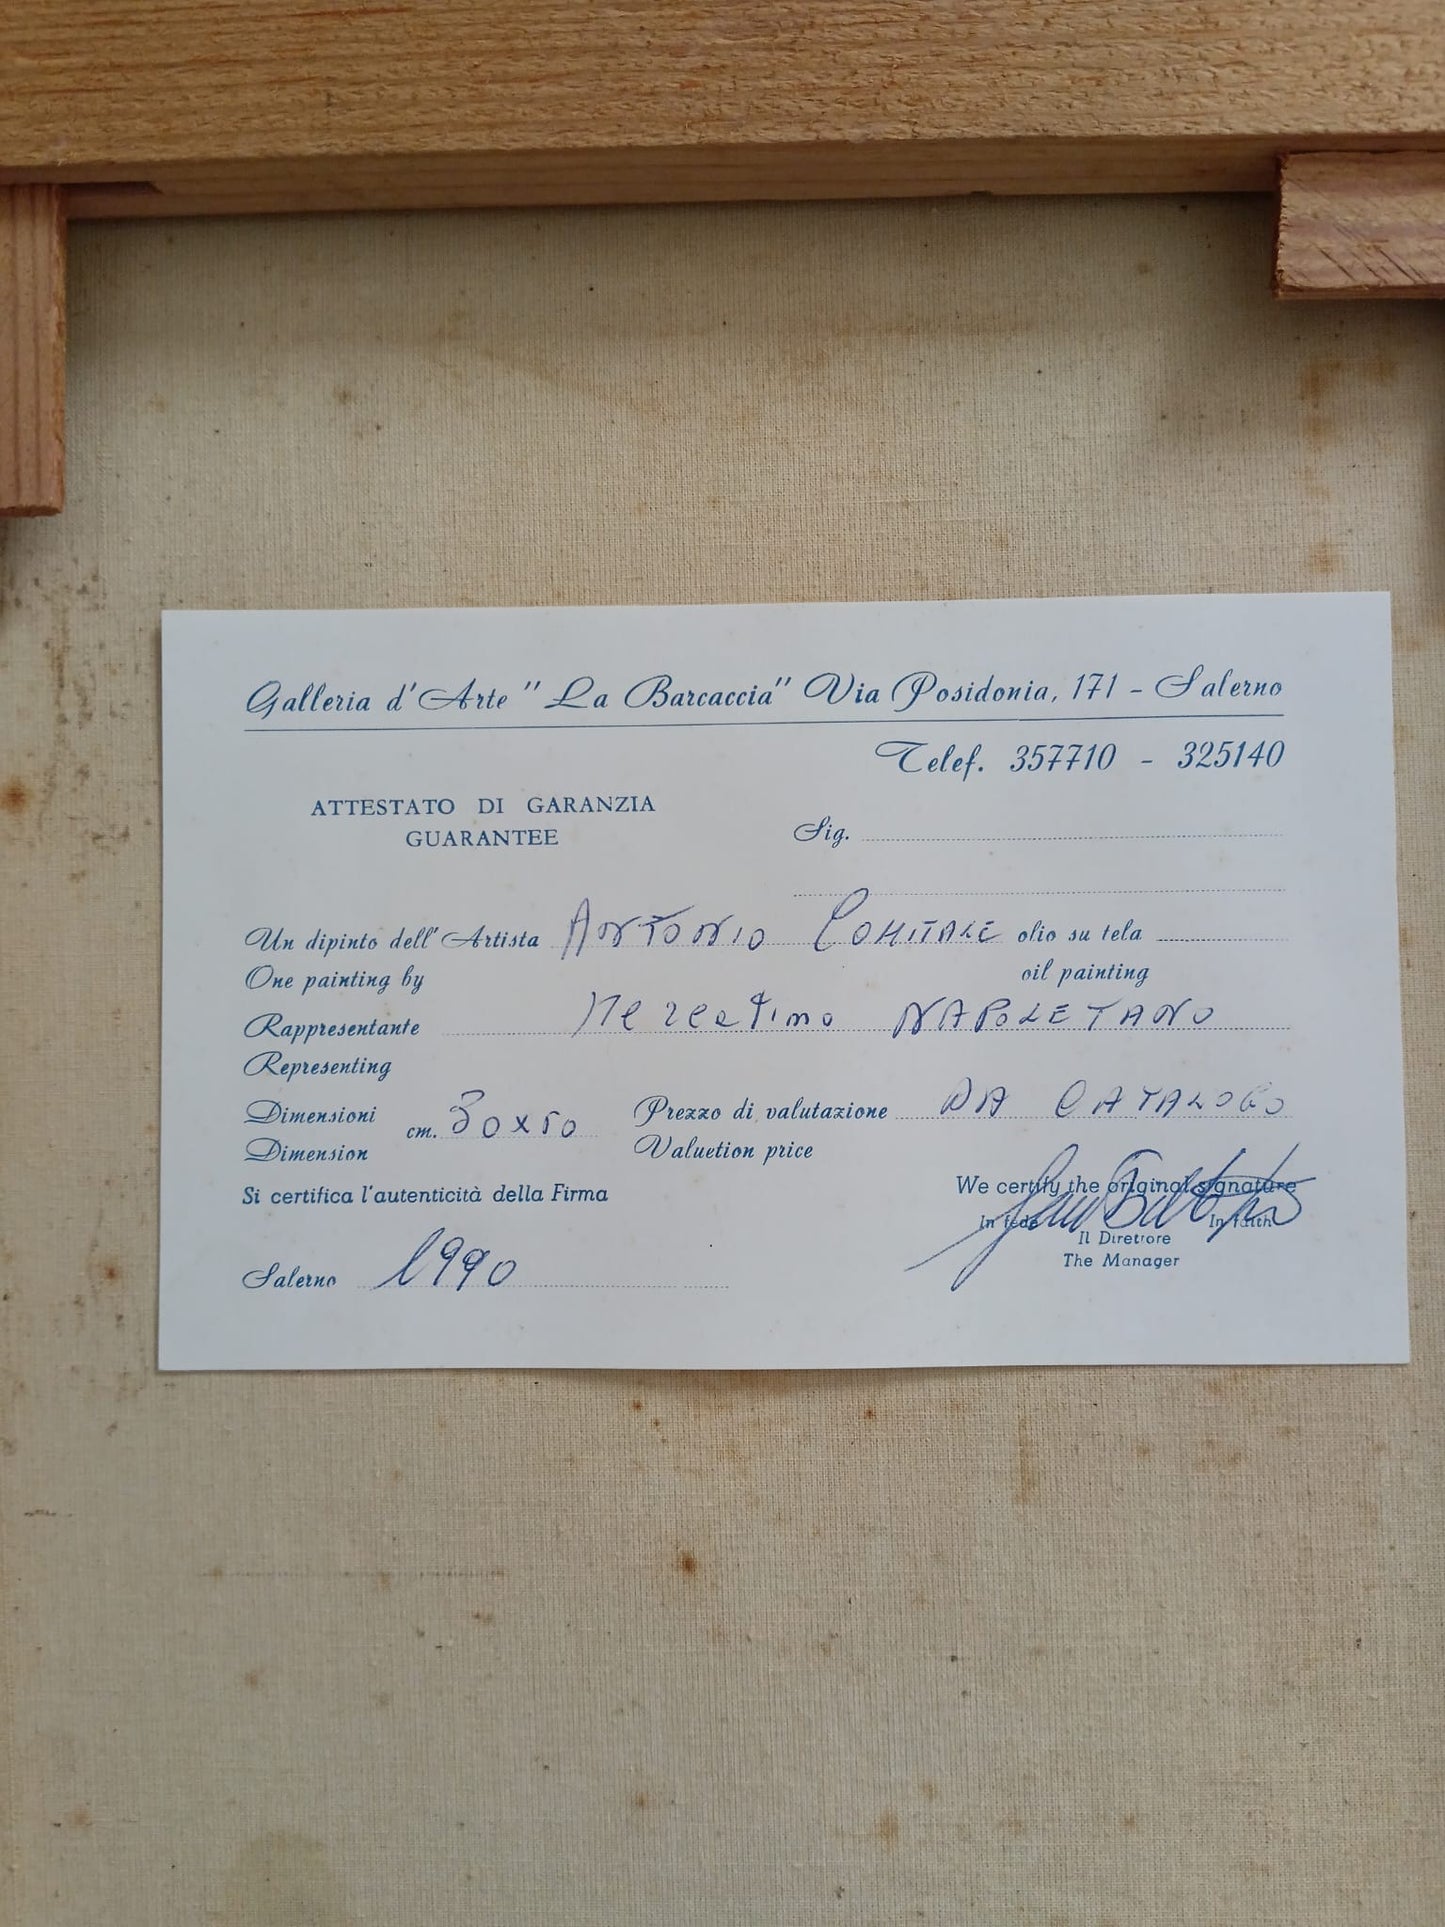 Galleria d'Arte "La Barcaccia" Via Posidonia, 171 - Salerno
Telef. 357710 - 325140
ATTESTATO DI GARANZIA
GUARANTEE
Sig.
Un dipinto dell'Artista ANTONIO COMITALE olio su tela
One painting by oil painting
Rappresentante Mercatino NAPOLETANO
Representing
Dimensioni cm. 30x50 Prezzo di valutazione DA CATALOGO
Dimension Valuetion price
Si certifica l'autenticità della Firma We certify the original signature
In fede In faith
Il Direttore
The Manager
Salerno 1990